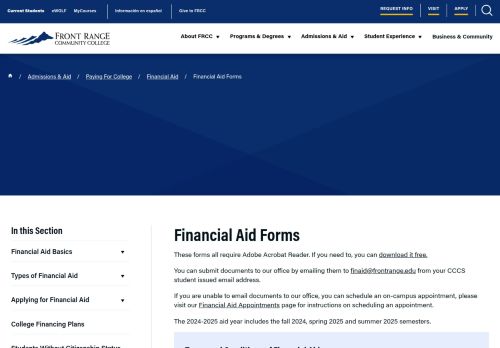 Current Students eWOLF MyCourses Información en español Give to FRCC REQUEST INFO VISIT APPLY
FRONT RANGE
COMMUNITY COLLEGE
About FRCC Programs & Degrees Admissions & Aid Student Experience Business & Community
/ Admissions & Aid / Paying For College / Financial Aid / Financial Aid Forms
In this Section
Financial Aid Basics
Types of Financial Aid
Applying for Financial Aid
College Financing Plans
Students Without Citizenship Status
Financial Aid Forms
These forms all require Adobe Acrobat Reader. If you need to, you can download it free.
You can submit documents to our office by emailing them to finaid@frontrange.edu from your CCCS
student issued email address.
If you are unable to email documents to our office, you can schedule an on-campus appointment, please
visit our Financial Aid Appointments page for instructions on scheduling an appointment.
The 2024-2025 aid year includes the fall 2024, spring 2025 and summer 2025 semesters.